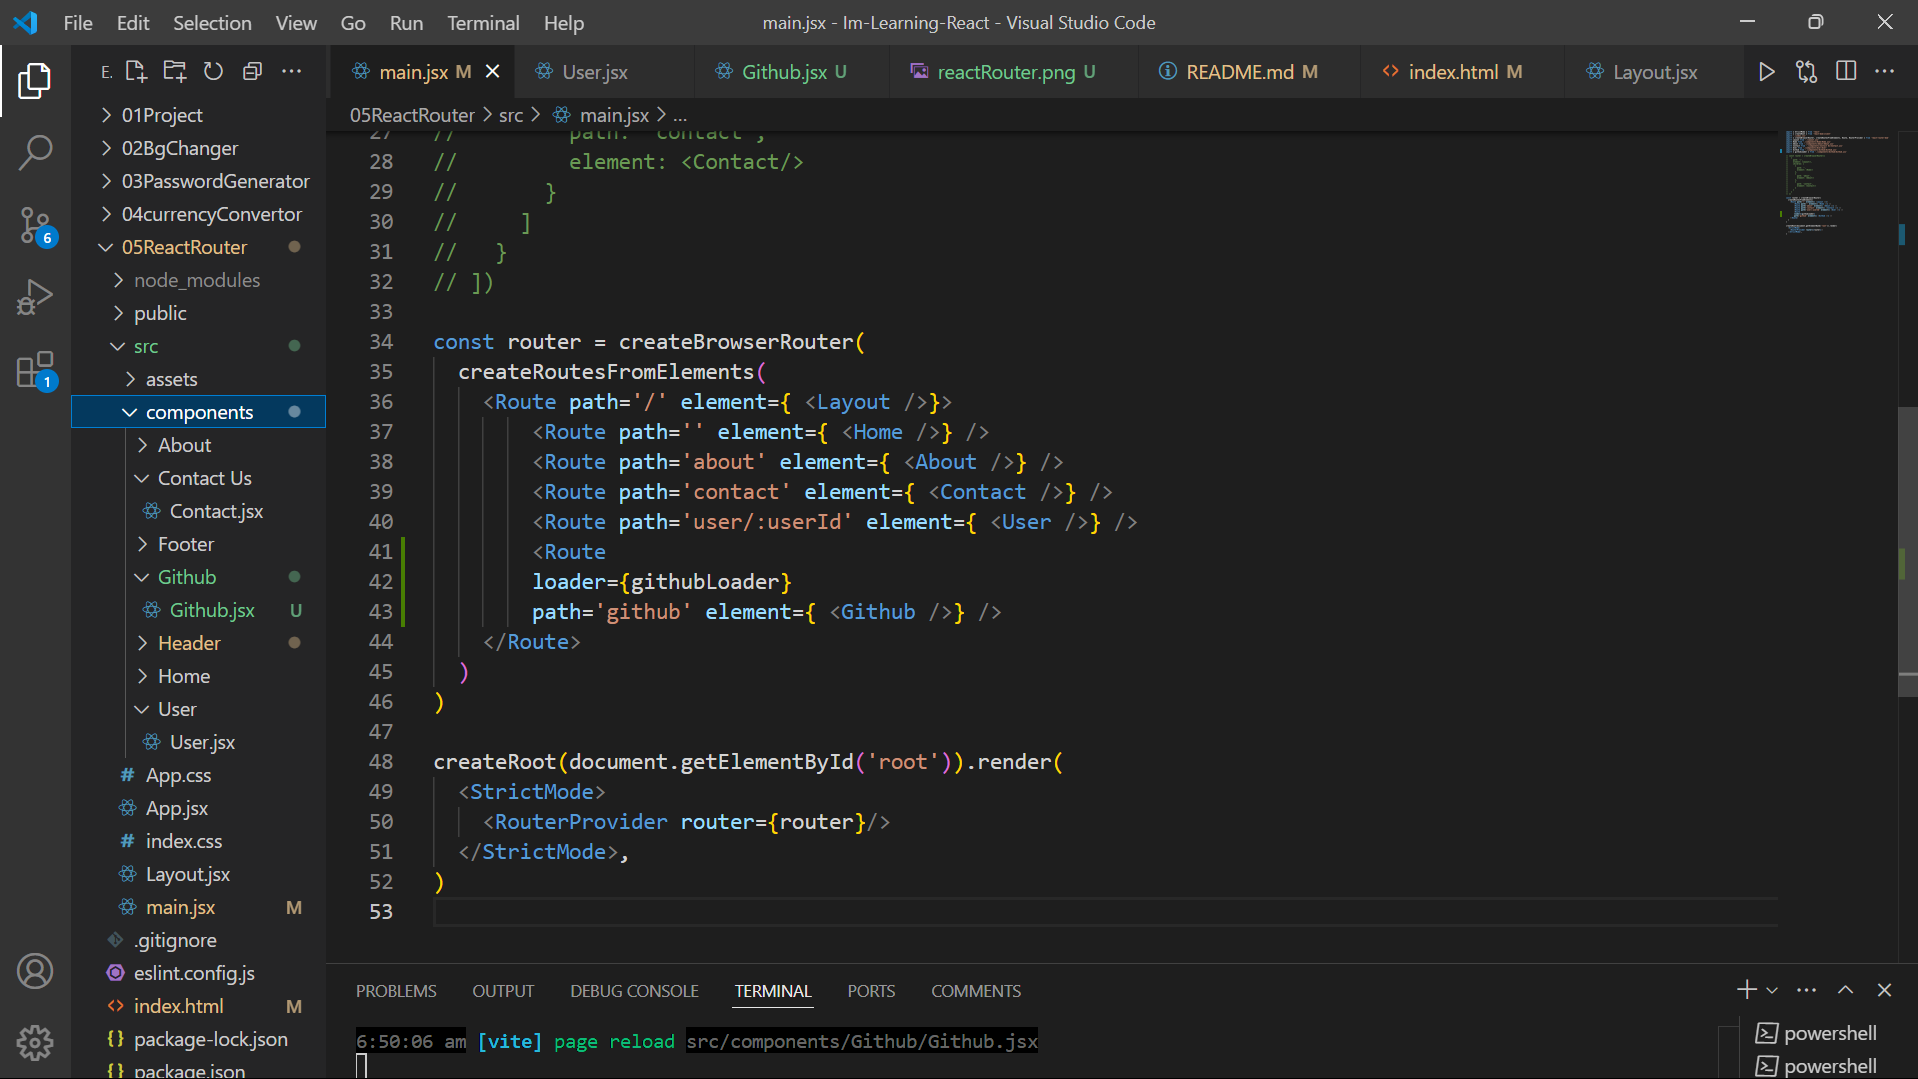 File Edit Selection View Go Run Terminal Help
main.jsx - Im-Learning-React - Visual Studio Code
E.
main.jsx M
User.jsx
Github.jsx U
reactRouter.png U
README.md M
index.html M
Layout.jsx
05ReactRouter > src > main.jsx > ...
01Project
02BgChanger
03PasswordGenerator
04currencyConvertor
05ReactRouter
node_modules
public
src
assets
components
About
Contact Us
Contact.jsx
Footer
Github
Github.jsx U
Header
Home
User
User.jsx
App.css
App.jsx
index.css
Layout.jsx
main.jsx M
.gitignore
eslint.config.js
index.html M
package-lock.json
package.json
6
1
27 //         path: "contact",
28 //         element: <Contact/>
29 //       }
30 //     ]
31 //   }
32 // ])
33
34 const router = createBrowserRouter(
35   createRoutesFromElements(
36     <Route path='/' element={ <Layout />}>
37         <Route path='' element={ <Home />} />
38         <Route path='about' element={ <About />} />
39         <Route path='contact' element={ <Contact />} />
40         <Route path='user/:userId' element={ <User />} />
41         <Route
42         loader={githubLoader}
43         path='github' element={ <Github />} />
44     </Route>
45   )
46 )
47
48 createRoot(document.getElementById('root')).render(
49   <StrictMode>
50     <RouterProvider router={router}/>
51   </StrictMode>,
52 )
53
PROBLEMS OUTPUT DEBUG CONSOLE TERMINAL PORTS COMMENTS
6:50:06 am [vite] page reload src/components/Github/Github.jsx
powershell
powershell